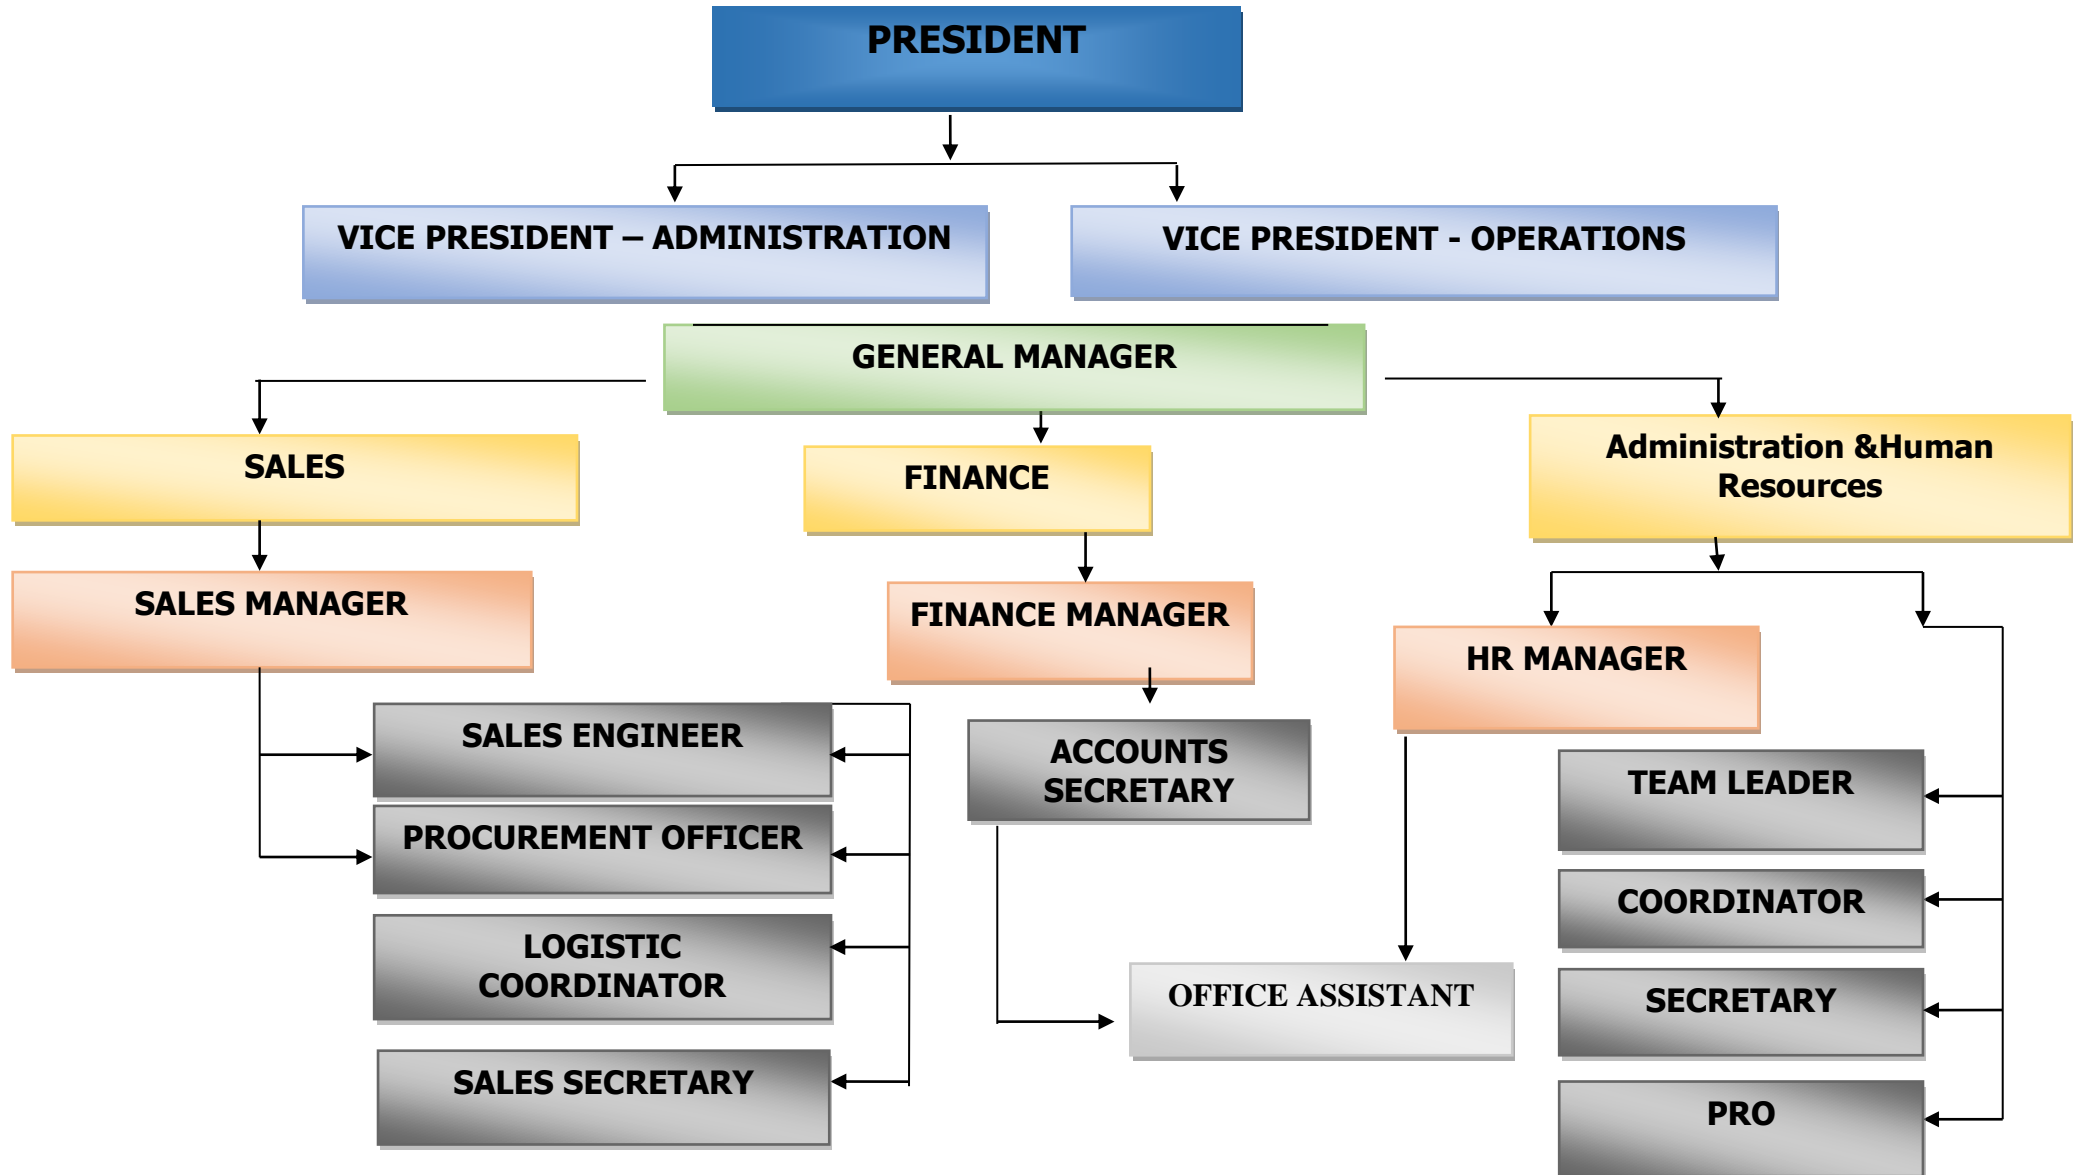 PRESIDENT
VICE PRESIDENT – ADMINISTRATION
VICE PRESIDENT - OPERATIONS
GENERAL MANAGER
SALES
FINANCE
Administration &Human
Resources
SALES MANAGER
FINANCE MANAGER
HR MANAGER
SALES ENGINEER
ACCOUNTS
SECRETARY
TEAM LEADER
PROCUREMENT OFFICER
COORDINATOR
LOGISTIC
COORDINATOR
OFFICE ASSISTANT
SECRETARY
SALES SECRETARY
PRO